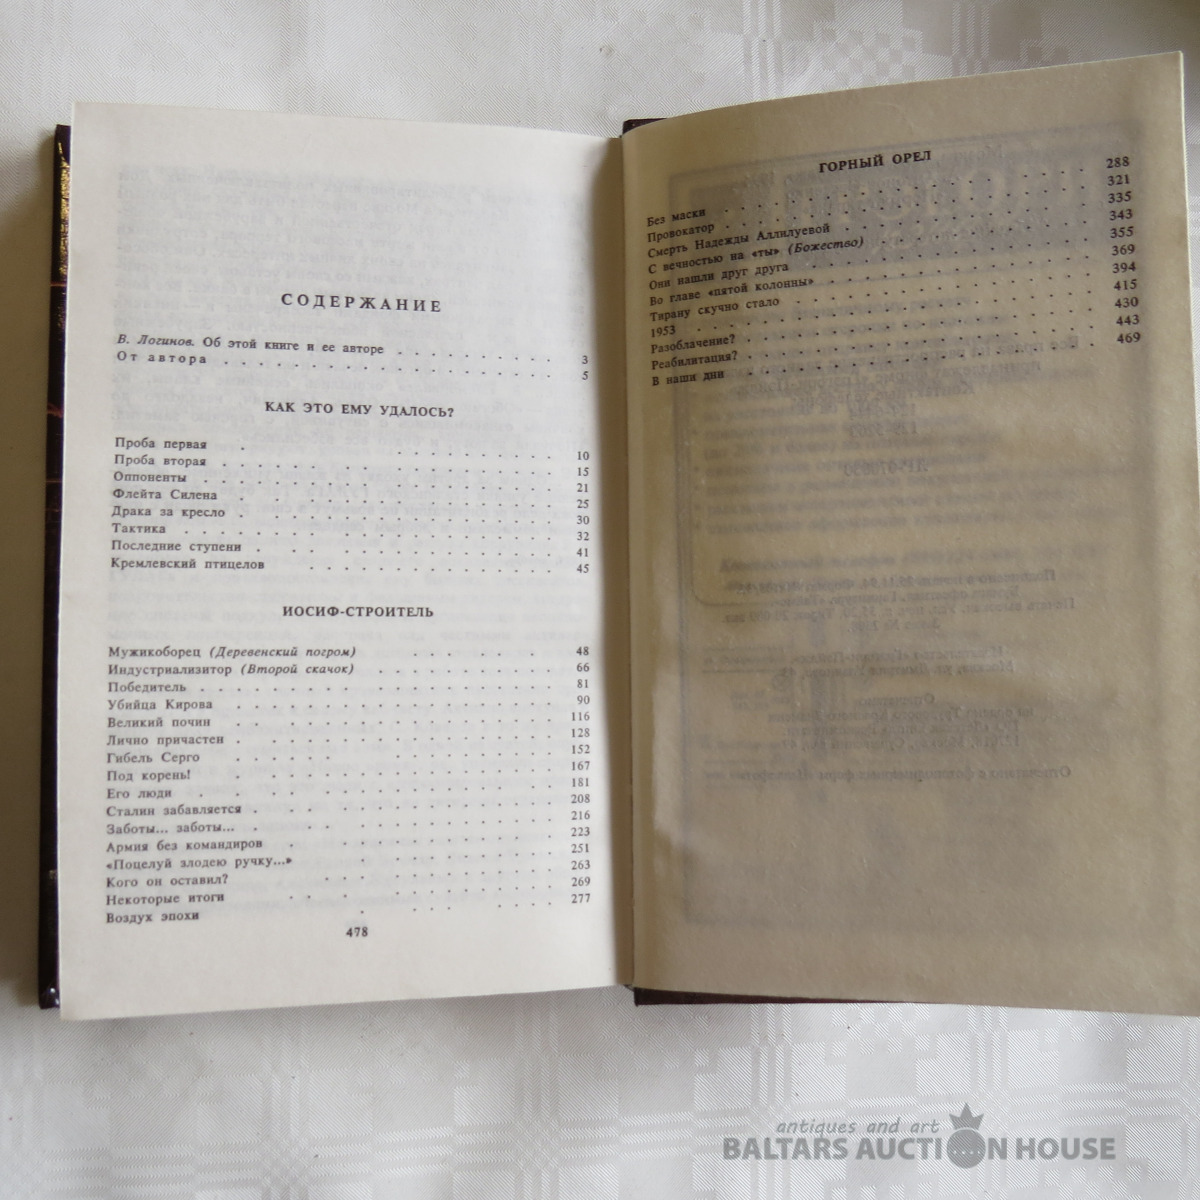 СОДЕРЖАНИЕ
В. Логинов. Об этой книге и ее авторе . . . . . . . . . . 3
От автора . . . . . . . . . . 5
КАК ЭТО ЕМУ УДАЛОСЬ?
Проба первая . . . . . . . . . . 10
Проба вторая . . . . . . . . . . 15
Оппоненты . . . . . . . . . . 21
Флейта Силена . . . . . . . . . . 25
Драка за кресло . . . . . . . . . . 30
Тактика . . . . . . . . . . 32
Последние ступени . . . . . . . . . . 41
Кремлевский птицелов . . . . . . . . . . 45
ИОСИФ-СТРОИТЕЛЬ
Мужикоборец (Деревенский погром) . . . . . . . . . . 48
Индустриализитор (Второй скачок) . . . . . . . . . . 66
Победитель . . . . . . . . . . 81
Убийца Кирова . . . . . . . . . . 90
Великий почин . . . . . . . . . . 116
Лично причастен . . . . . . . . . . 128
Гибель Серго . . . . . . . . . . 152
Под корень! . . . . . . . . . . 167
Его люди . . . . . . . . . . 181
Сталин забавляется . . . . . . . . . . 208
Заботы... заботы... . . . . . . . . . . 216
Армия без командиров . . . . . . . . . . 223
«Поцелуй злодею ручку...» . . . . . . . . . . 251
Кого он оставил? . . . . . . . . . . 263
Некоторые итоги . . . . . . . . . . 269
Воздух эпохи . . . . . . . . . . 277
478
ГОРНЫЙ ОРЕЛ
Без маски . . . . . . . . . . 288
Провокатор . . . . . . . . . . 321
Смерть Надежды Аллилуевой . . . . . . . . . . 335
С вечностью на «ты» (Божество) . . . . . . . . . . 343
Они нашли друг друга . . . . . . . . . . 355
Во главе «пятой колонны» . . . . . . . . . . 369
Тирану скучно стало . . . . . . . . . . 394
1953 . . . . . . . . . . 415
Разоблачение? . . . . . . . . . . 430
Реабилитация? . . . . . . . . . . 443
В наши дни . . . . . . . . . . 469
antiques and art
BALTARS AUCTION HOUSE